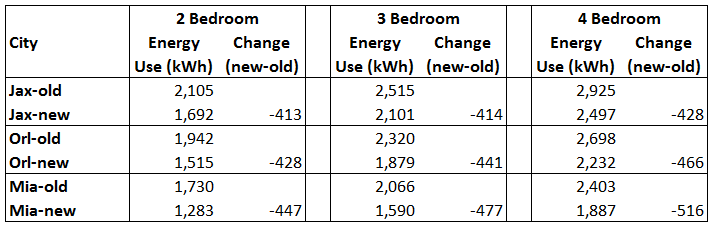 2 Bedroom 3 Bedroom 4 Bedroom
City Energy Change Energy Change Energy Change
Use (kWh) (new-old) Use (kWh) (new-old) Use (kWh) (new-old)
Jax-old 2,105 2,515 2,925
Jax-new 1,692 -413 2,101 -414 2,497 -428
Orl-old 1,942 2,320 2,698
Orl-new 1,515 -428 1,879 -441 2,232 -466
Mia-old 1,730 2,066 2,403
Mia-new 1,283 -447 1,590 -477 1,887 -516